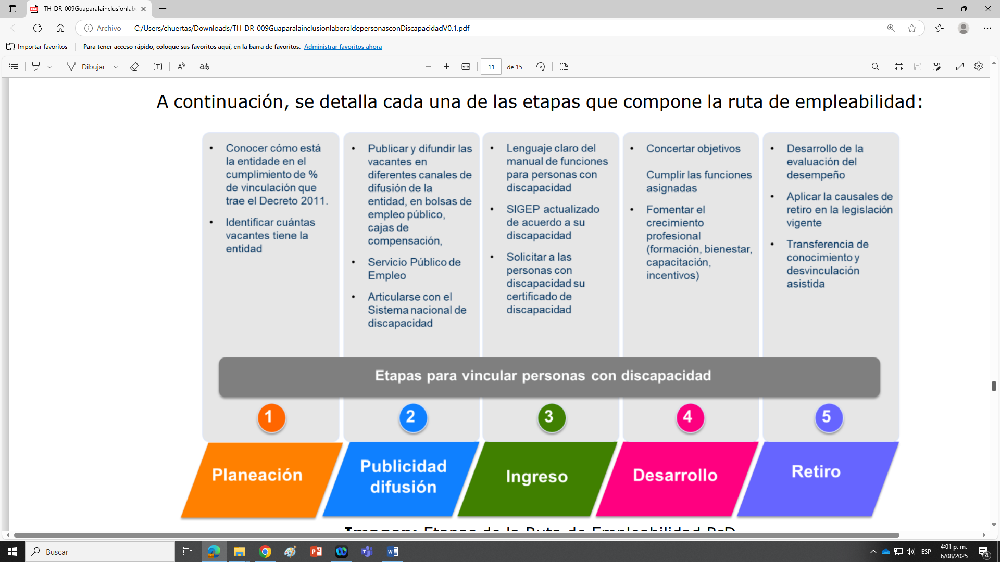 TH-DR-009Guaparalainclusionlab
Archivo
C:/Users/chuertas/Downloads/TH-DR-009GuaparalainclusionlaboraldepersonasconDiscapacidadV0.1.pdf
Importar favoritos
Para tener acceso rápido, coloque sus favoritos aquí, en la barra de favoritos. Administrar favoritos ahora
Dibujar
11 de 15
A continuación, se detalla cada una de las etapas que compone la ruta de empleabilidad:
• Conocer cómo está
la entidade en el
cumplimiento de %
de vinculación que
trae el Decreto 2011.
• Identificar cuántas
vacantes tiene la
entidad
• Publicar y difundir las
vacantes en
diferentes canales de
difusión de la
entidad, en bolsas de
empleo público,
cajas de
compensación,
• Servicio Público de
Empleo
• Articularse con el
Sistema nacional de
discapacidad
• Lenguaje claro del
manual de funciones
para personas con
discapacidad
• SIGEP actualizado
de acuerdo a su
discapacidad
• Solicitar a las
personas con
discapacidad su
certificado de
discapacidad
• Concertar objetivos
Cumplir las funciones
asignadas
• Fomentar el
crecimiento
profesional
(formación, bienestar,
capacitación,
incentivos)
• Desarrollo de la
evaluación del
desempeño
• Aplicar la causales de
retiro en la legislación
vigente
• Transferencia de
conocimiento y
desvinculación
asistida
Etapas para vincular personas con discapacidad
1
2
3
4
5
Planeación
Publicidad
difusión
Ingreso
Desarrollo
Retiro
Imagen: Etapas de la Ruta de Empleabilidad PcD
Buscar
ESP
4:01 p. m.
6/08/2025
4